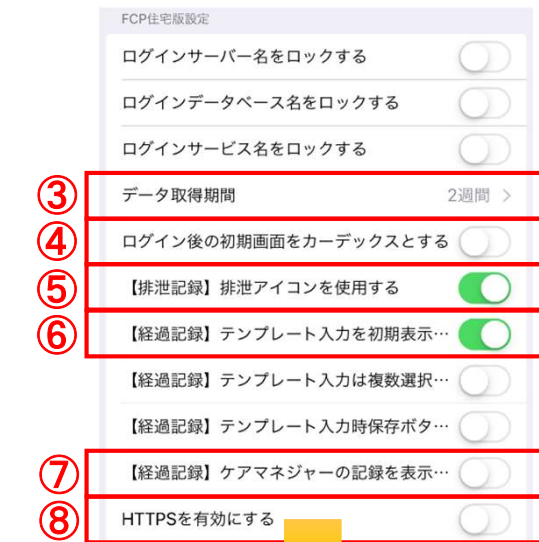 FCP住宅版設定
ログインサーバー名をロックする
ログインデータベース名をロックする
ログインサービス名をロックする
③ データ取得期間 2週間 >
④ ログイン後の初期画面をカーデックスとする
⑤ 【排泄記録】排泄アイコンを使用する
⑥ 【経過記録】テンプレート入力を初期表示…
【経過記録】テンプレート入力は複数選択…
【経過記録】テンプレート入力時保存ボタ…
⑦ 【経過記録】ケアマネジャーの記録を表示…
⑧ HTTPSを有効にする